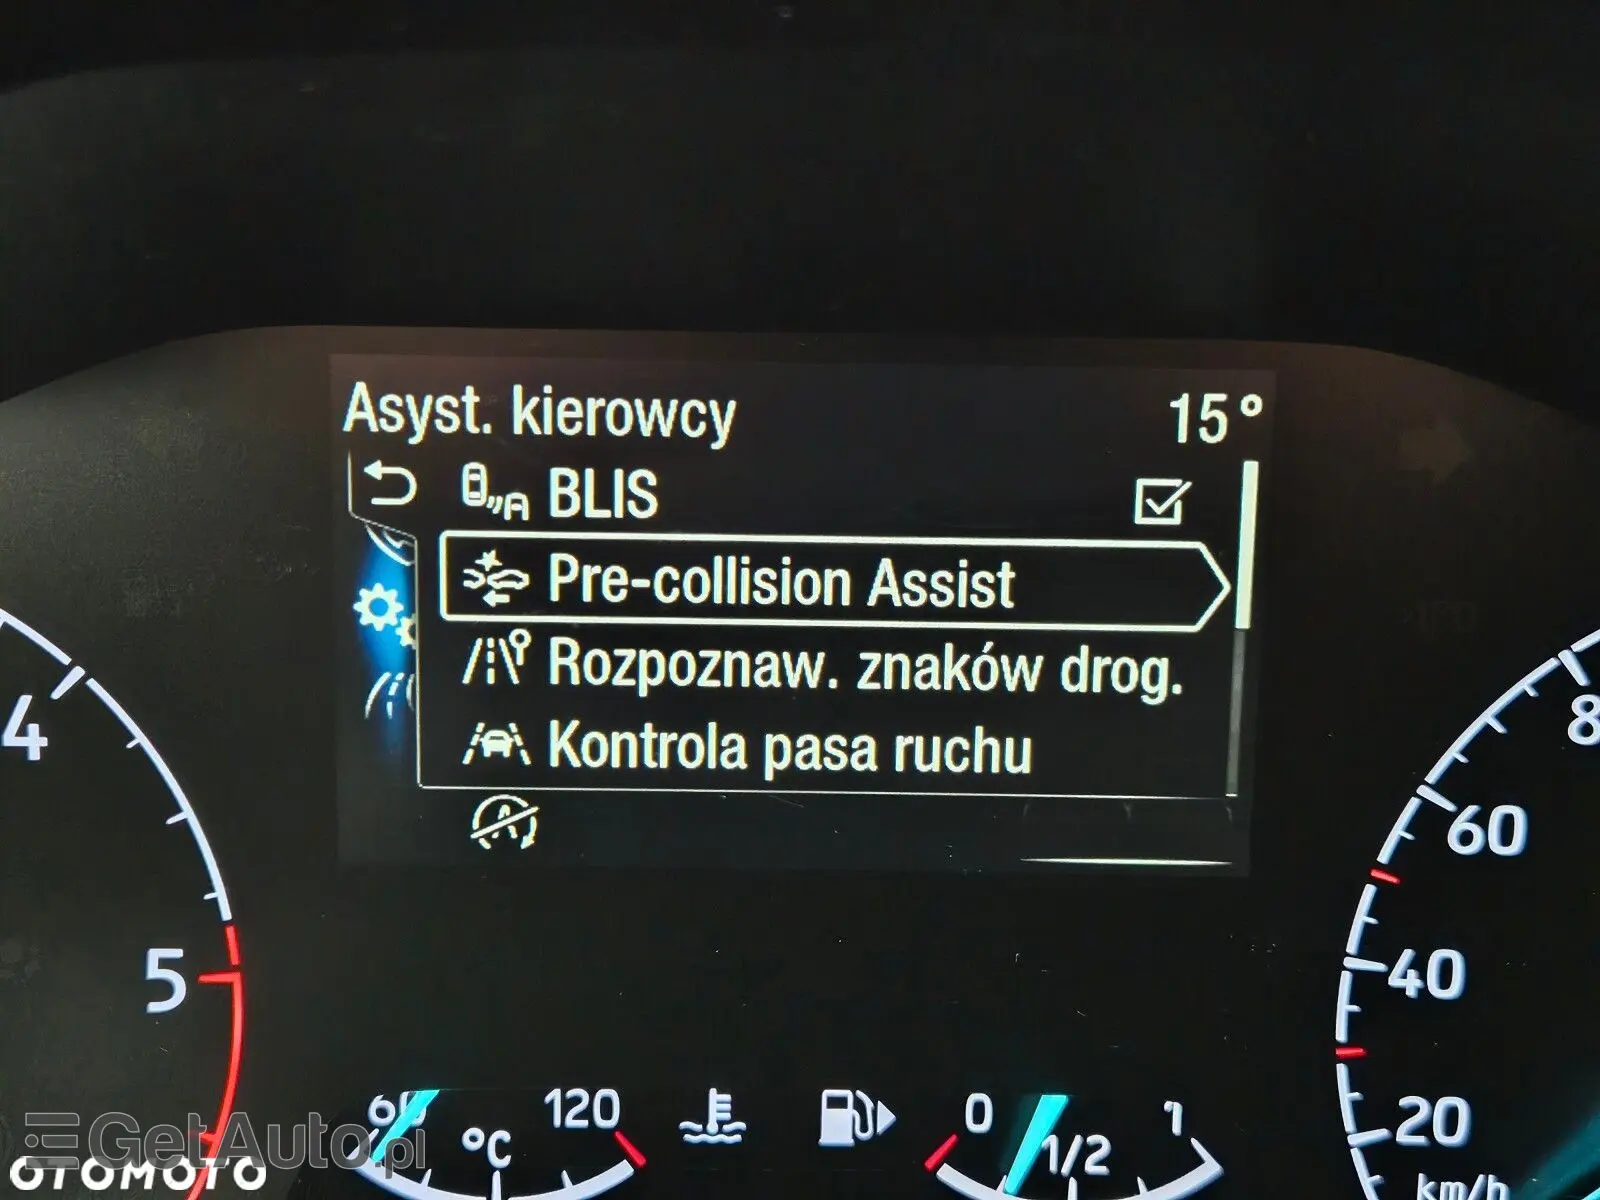 Asyst. kierowcy 15°
BLIS
Pre-collision Assist
Rozpoznaw. znaków drog.
Kontrola pasa ruchu
4
5
8
60
40
20
km/h
60 120
°C
0 1/2 1
GetAuto.pl
OTOMOTO